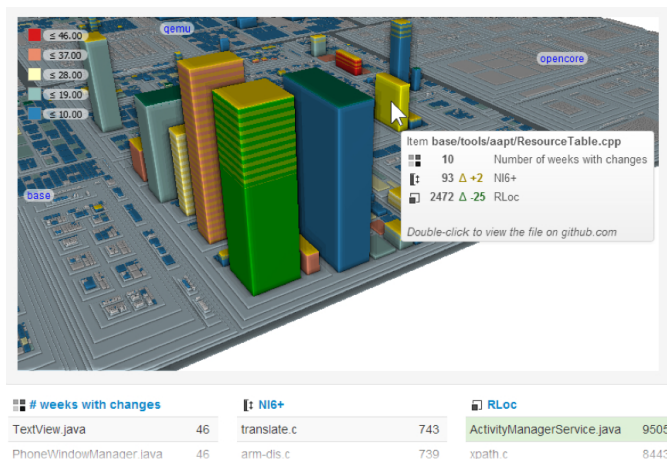 ≤ 46.00
≤ 37.00
≤ 28.00
≤ 19.00
≤ 10.00
qemu
opencore
base
Item base/tools/aapt/ResourceTable.cpp
10 Number of weeks with changes
93 Δ +2 NI6+
2472 Δ -25 RLoc
Double-click to view the file on github.com
# weeks with changes NI6+ RLoc
TextView.java 46 translate.c 743 ActivityManagerService.java 9505
PhoneWindowManager.java 45 arm-dis.c 739 xpath.c 8443